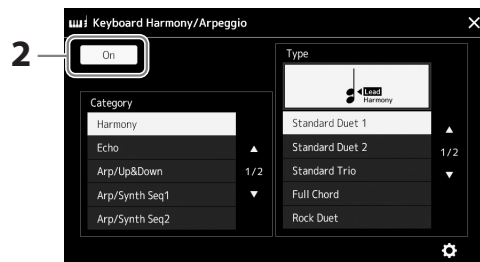 Keyboard Harmony/Arpeggio
2
On
Category
Harmony
Echo
Arp/Up&Down
Arp/Synth Seq1
Arp/Synth Seq2
1/2
Type
Lead
Harmony
Standard Duet 1
Standard Duet 2
Standard Trio
Full Chord
Rock Duet
1/2